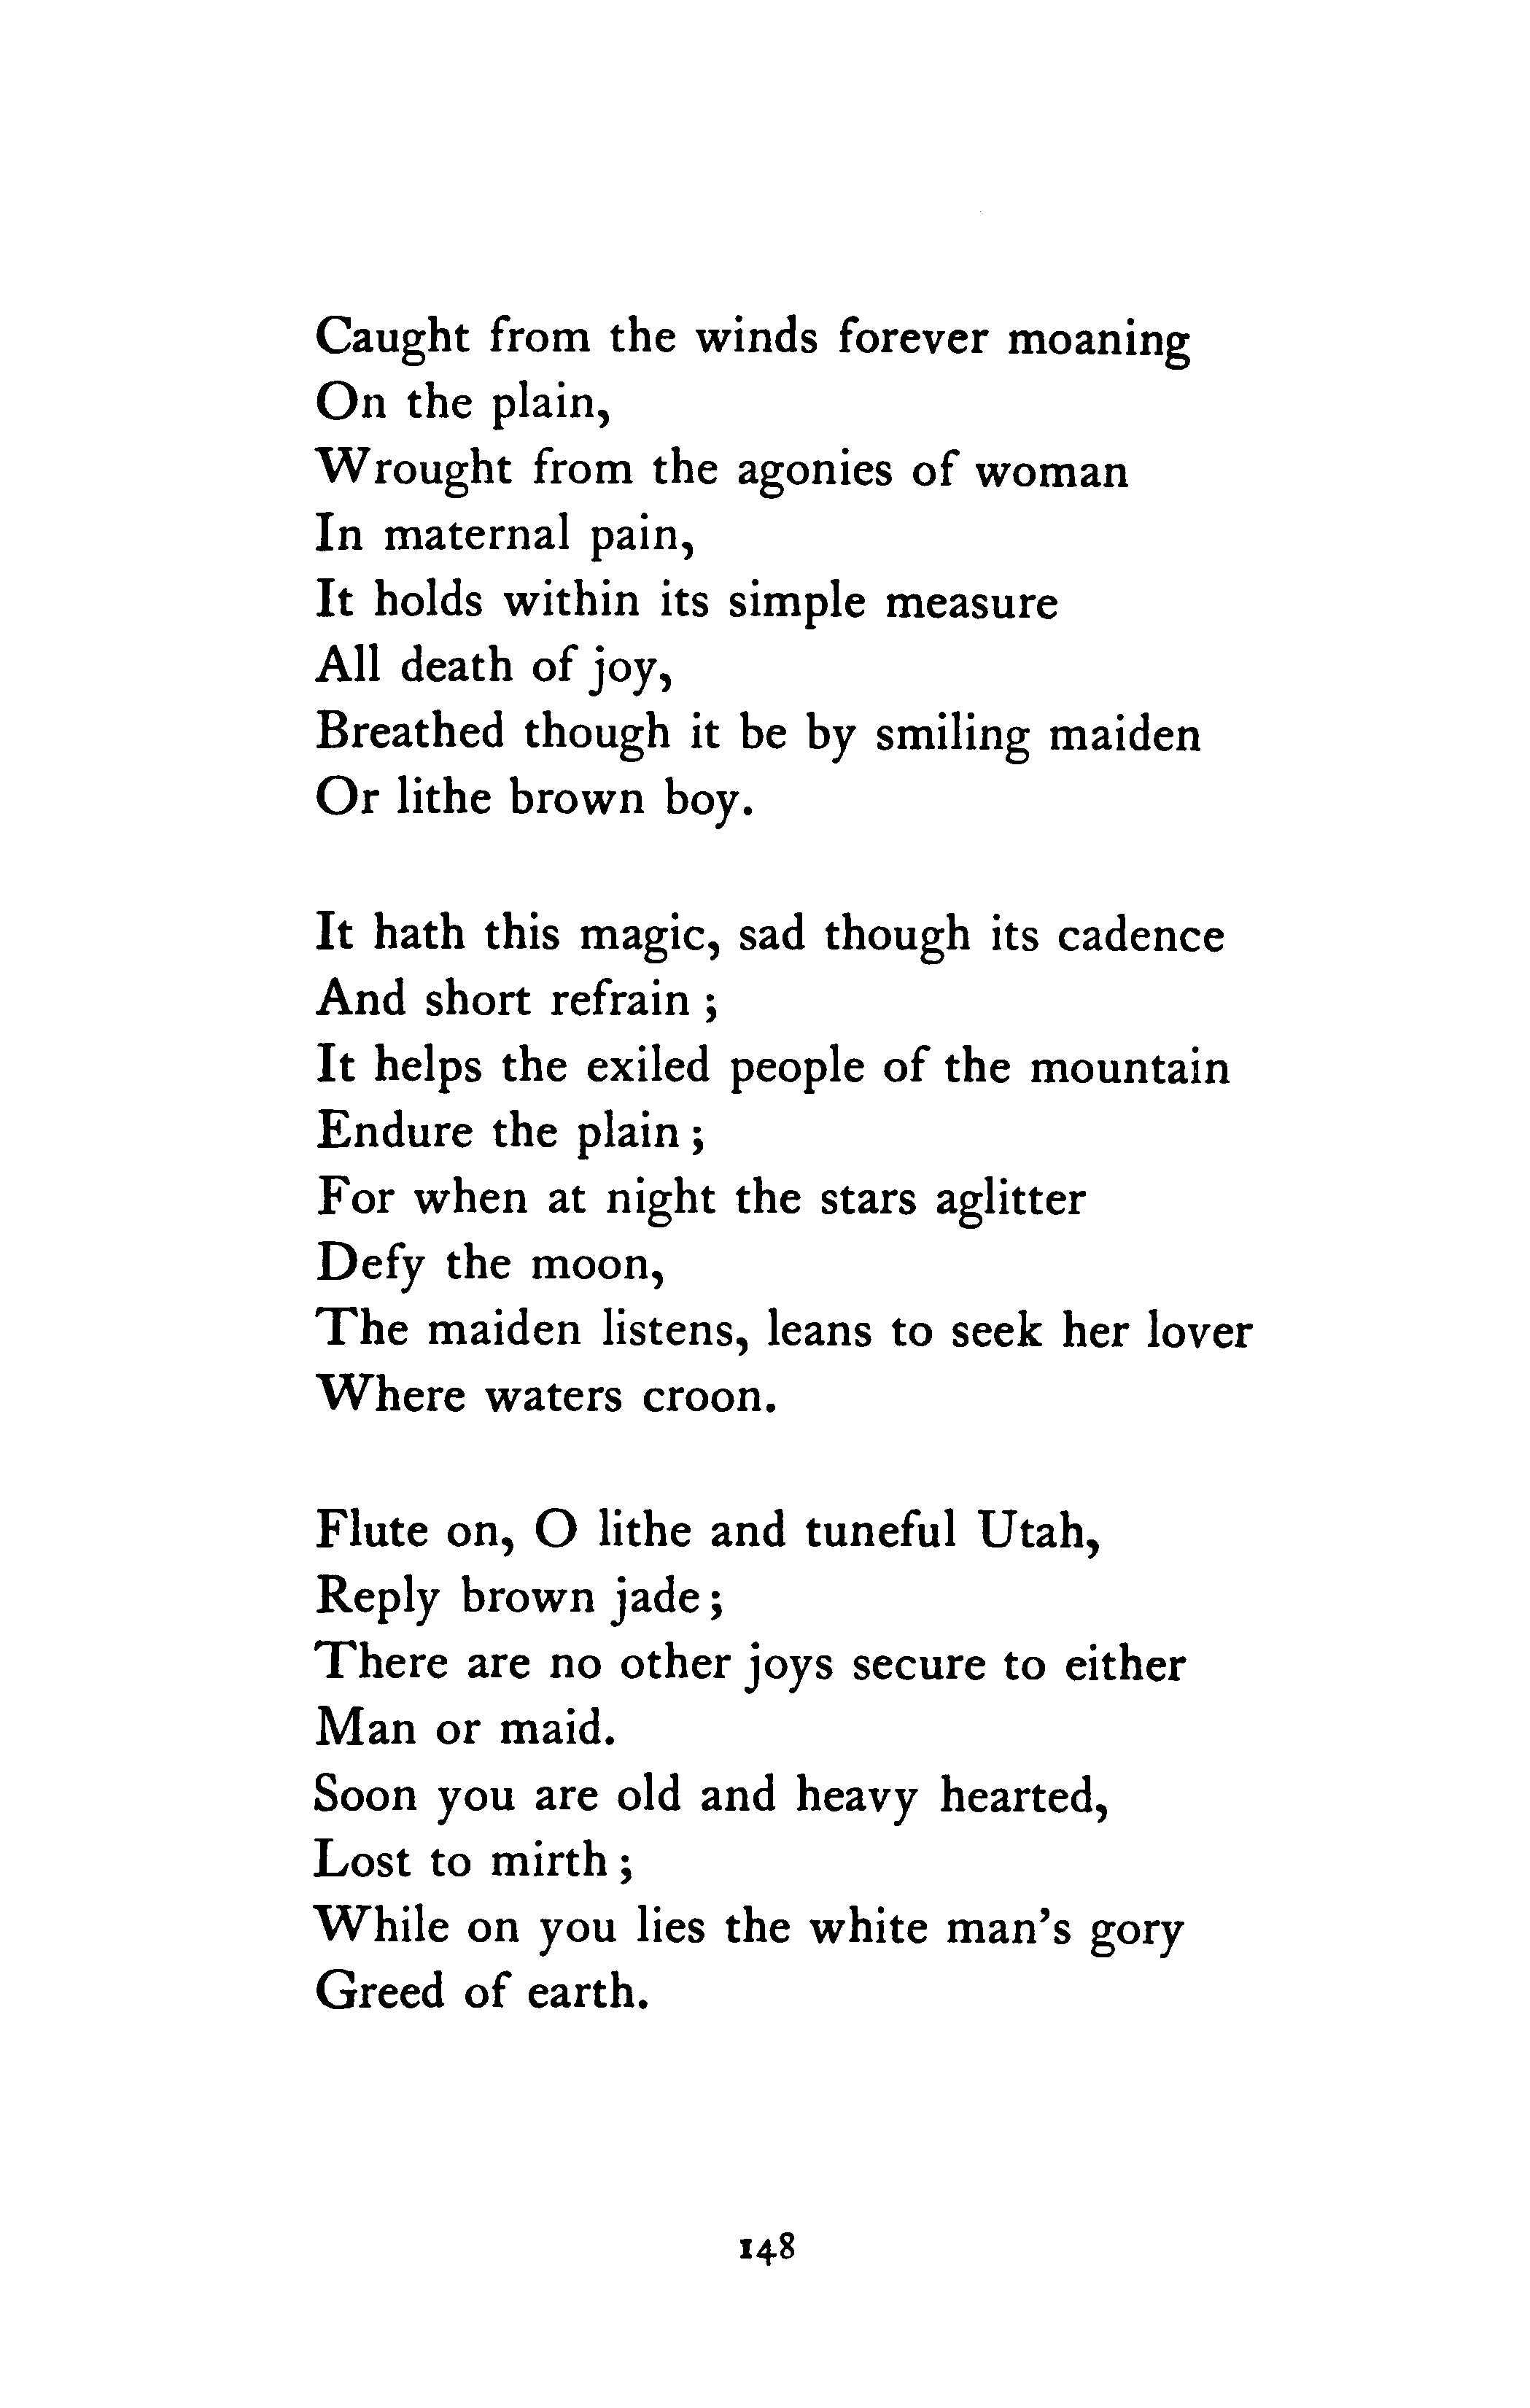 Caught from the winds forever moaning
On the plain,
Wrought from the agonies of woman
In maternal pain,
It holds within its simple measure
All death of joy,
Breathed though it be by smiling maiden
Or lithe brown boy.

It hath this magic, sad though its cadence
And short refrain ;
It helps the exiled people of the mountain
Endure the plain ;
For when at night the stars aglitter
Defy the moon,
The maiden listens, leans to seek her lover
Where waters croon.

Flute on, O lithe and tuneful Utah,
Reply brown jade ;
There are no other joys secure to either
Man or maid.
Soon you are old and heavy hearted,
Lost to mirth ;
While on you lies the white man’s gory
Greed of earth.

148